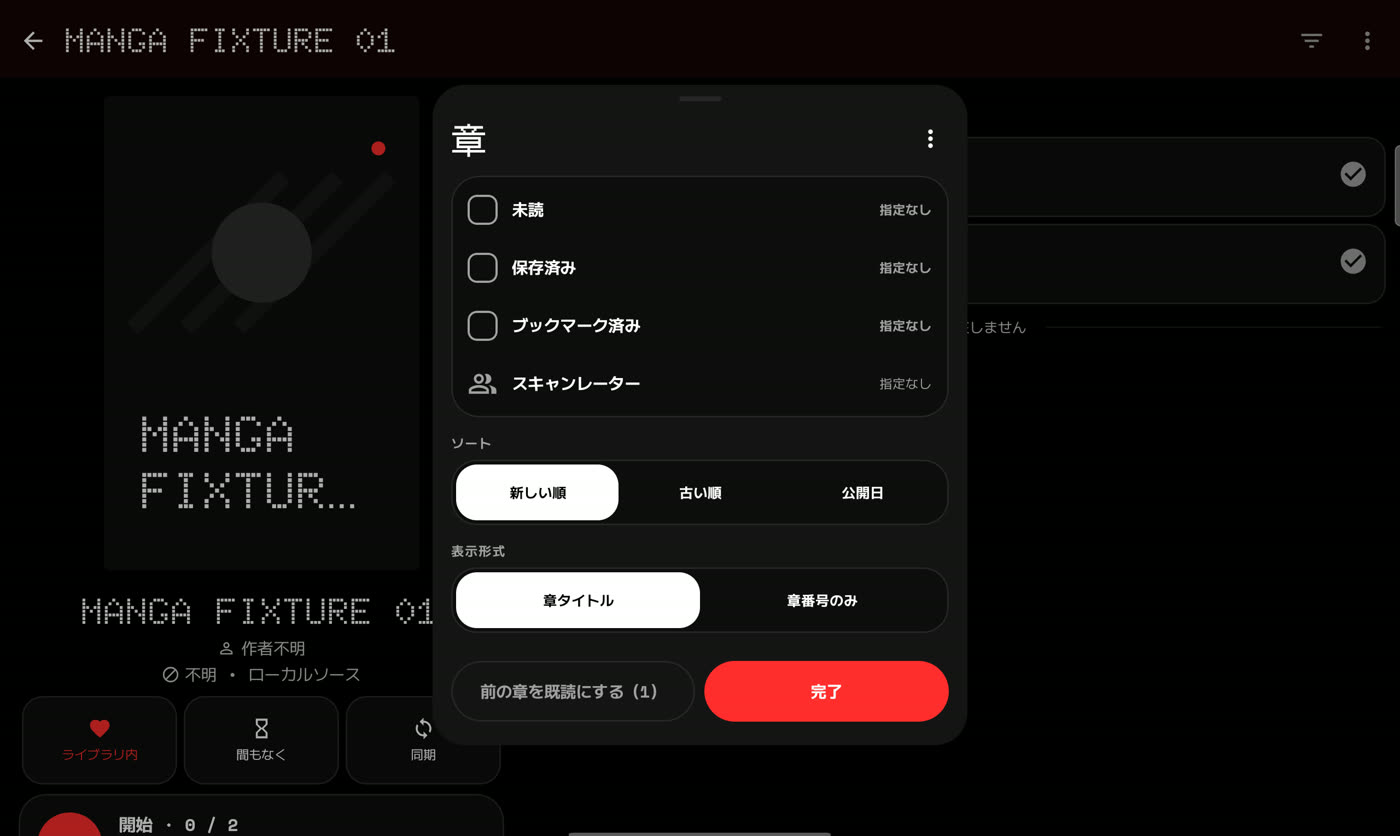 MANGA FIXTURE 01
MANGA
FIXTUR...
MANGA FIXTURE 01
作者不明
不明 • ローカルソース
ライブラリ内
間もなく
同期
開始 · 0 / 2
章
未読 指定なし
保存済み 指定なし
ブックマーク済み 指定なし
スキャンレーター 指定なし
ソート
新しい順 古い順 公開日
表示形式
章タイトル 章番号のみ
前の章を既読にする (1) 完了
しません